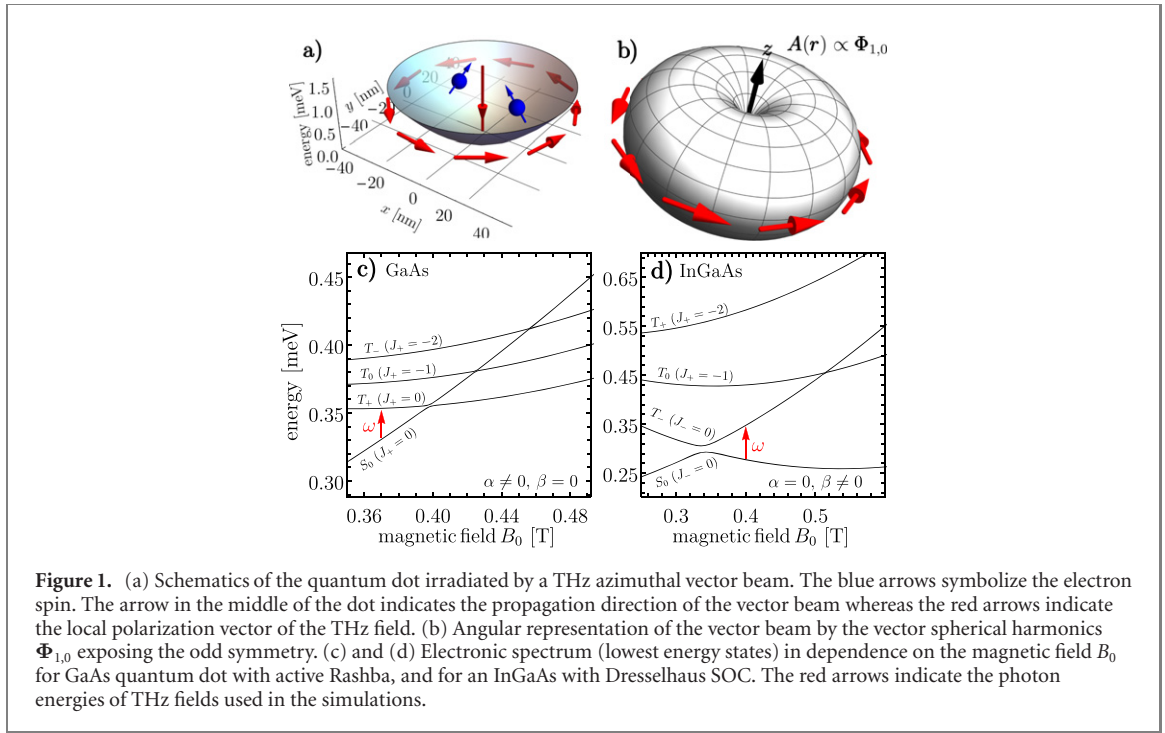 a)
b)
z A(r) ∝ Φ₁,₀
energy [meV]
1.5
1.0
0.5
0.0
y [nm]
20
0
−20
−40
−40
−20
0
20
40
x [nm]
c) GaAs
energy [meV]
0.45
0.40
0.35
0.30
T₋ (J₊ = −2)
T₀ (J₊ = −1)
T₊ (J₊ = 0)
ω
S₀ (J₊ = 0)
α ≠ 0, β = 0
0.36 0.40 0.44 0.48
magnetic field B₀ [T]
d) InGaAs
0.65
0.55
0.45
0.35
0.25
T₊ (J₊ = −2)
T₀ (J₊ = −1)
T₋ (J₋ = 0)
ω
S₀ (J₋ = 0)
α = 0, β ≠ 0
0.3 0.4 0.5
magnetic field B₀ [T]
Figure 1. (a) Schematics of the quantum dot irradiated by a THz azimuthal vector beam. The blue arrows symbolize the electron
spin. The arrow in the middle of the dot indicates the propagation direction of the vector beam whereas the red arrows indicate
the local polarization vector of the THz field. (b) Angular representation of the vector beam by the vector spherical harmonics
Φ₁,₀ exposing the odd symmetry. (c) and (d) Electronic spectrum (lowest energy states) in dependence on the magnetic field B₀
for GaAs quantum dot with active Rashba, and for an InGaAs with Dresselhaus SOC. The red arrows indicate the photon
energies of THz fields used in the simulations.